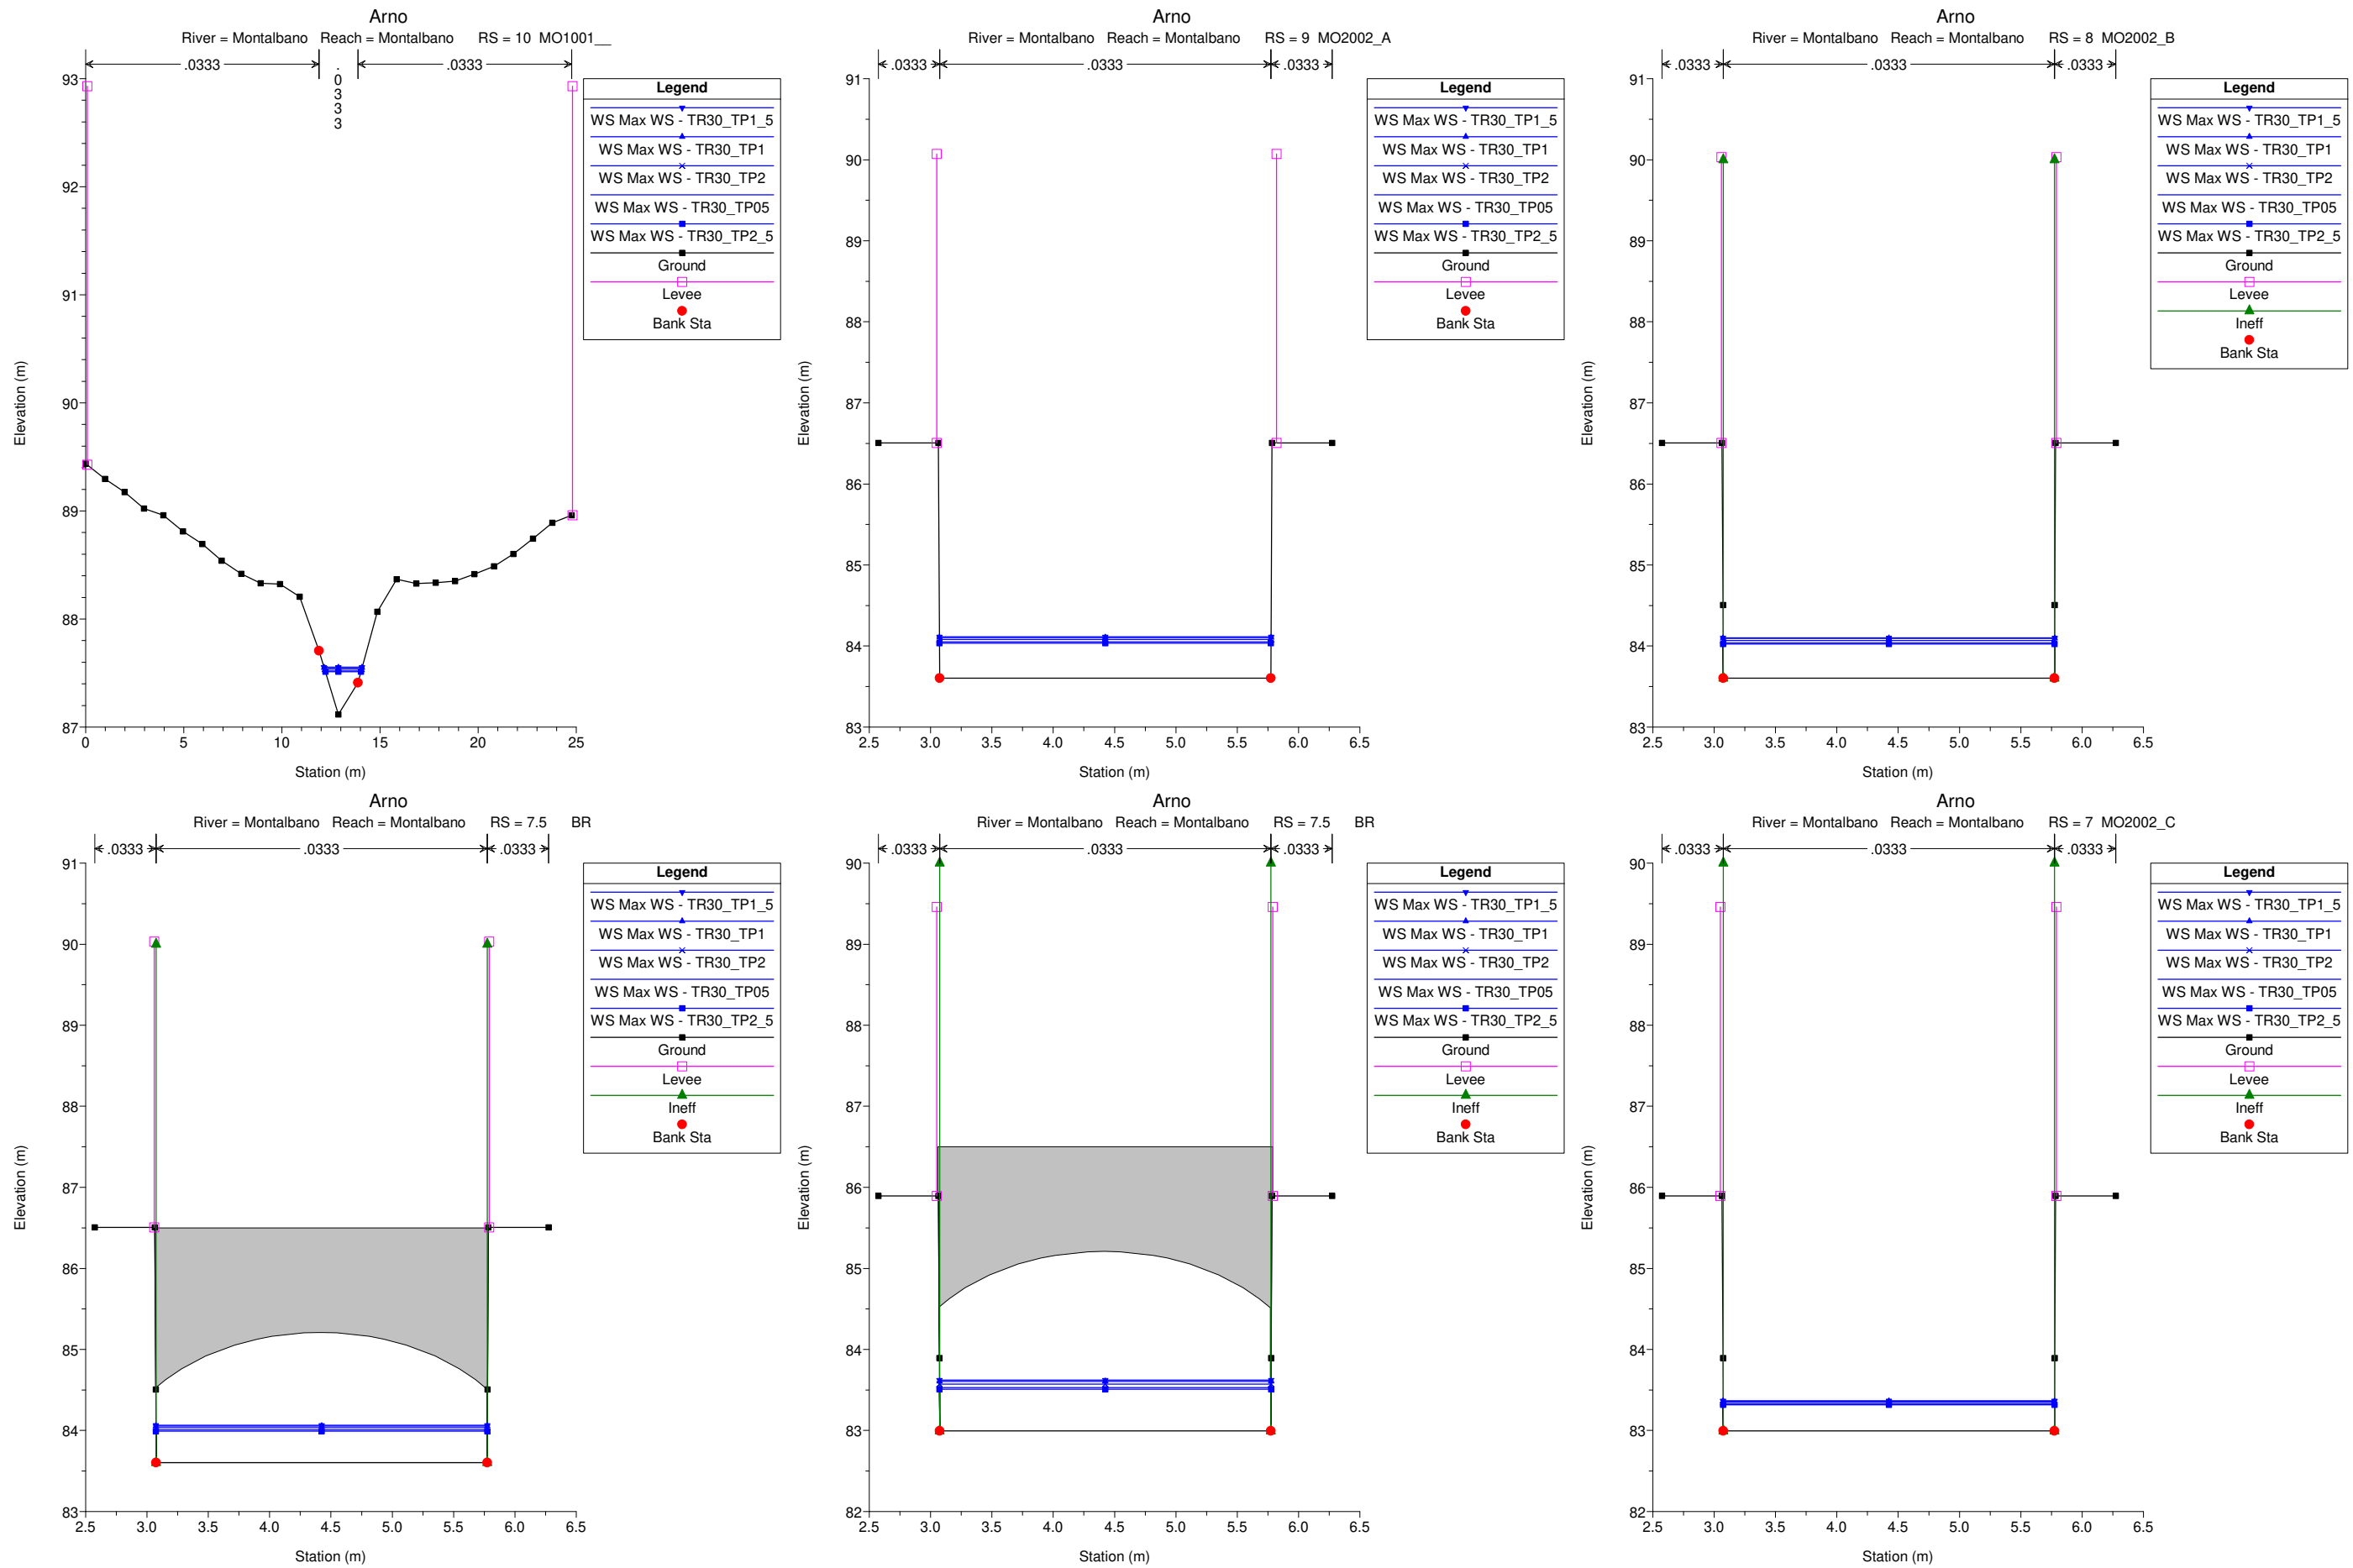 Arno
River = Montalbano Reach = Montalbano RS = 10 MO1001__
.0333 .0333 .0333
Legend
WS Max WS - TR30_TP1_5
WS Max WS - TR30_TP1
WS Max WS - TR30_TP2
WS Max WS - TR30_TP05
WS Max WS - TR30_TP2_5
Ground
Levee
Bank Sta
93
92
91
90
89
88
87
Elevation (m)
0 5 10 15 20 25
Station (m)
Arno
River = Montalbano Reach = Montalbano RS = 9 MO2002_A
.0333 .0333 .0333
Legend
WS Max WS - TR30_TP1_5
WS Max WS - TR30_TP1
WS Max WS - TR30_TP2
WS Max WS - TR30_TP05
WS Max WS - TR30_TP2_5
Ground
Levee
Bank Sta
91
90
89
88
87
86
85
84
83
Elevation (m)
2.5 3.0 3.5 4.0 4.5 5.0 5.5 6.0 6.5
Station (m)
Arno
River = Montalbano Reach = Montalbano RS = 8 MO2002_B
.0333 .0333 .0333
Legend
WS Max WS - TR30_TP1_5
WS Max WS - TR30_TP1
WS Max WS - TR30_TP2
WS Max WS - TR30_TP05
WS Max WS - TR30_TP2_5
Ground
Levee
Ineff
Bank Sta
91
90
89
88
87
86
85
84
83
Elevation (m)
2.5 3.0 3.5 4.0 4.5 5.0 5.5 6.0 6.5
Station (m)
Arno
River = Montalbano Reach = Montalbano RS = 7.5 BR
.0333 .0333 .0333
Legend
WS Max WS - TR30_TP1_5
WS Max WS - TR30_TP1
WS Max WS - TR30_TP2
WS Max WS - TR30_TP05
WS Max WS - TR30_TP2_5
Ground
Levee
Ineff
Bank Sta
91
90
89
88
87
86
85
84
83
Elevation (m)
2.5 3.0 3.5 4.0 4.5 5.0 5.5 6.0 6.5
Station (m)
Arno
River = Montalbano Reach = Montalbano RS = 7.5 BR
.0333 .0333 .0333
Legend
WS Max WS - TR30_TP1_5
WS Max WS - TR30_TP1
WS Max WS - TR30_TP2
WS Max WS - TR30_TP05
WS Max WS - TR30_TP2_5
Ground
Levee
Ineff
Bank Sta
90
89
88
87
86
85
84
83
82
Elevation (m)
2.5 3.0 3.5 4.0 4.5 5.0 5.5 6.0 6.5
Station (m)
Arno
River = Montalbano Reach = Montalbano RS = 7 MO2002_C
.0333 .0333 .0333
Legend
WS Max WS - TR30_TP1_5
WS Max WS - TR30_TP1
WS Max WS - TR30_TP2
WS Max WS - TR30_TP05
WS Max WS - TR30_TP2_5
Ground
Levee
Ineff
Bank Sta
90
89
88
87
86
85
84
83
82
Elevation (m)
2.5 3.0 3.5 4.0 4.5 5.0 5.5 6.0 6.5
Station (m)